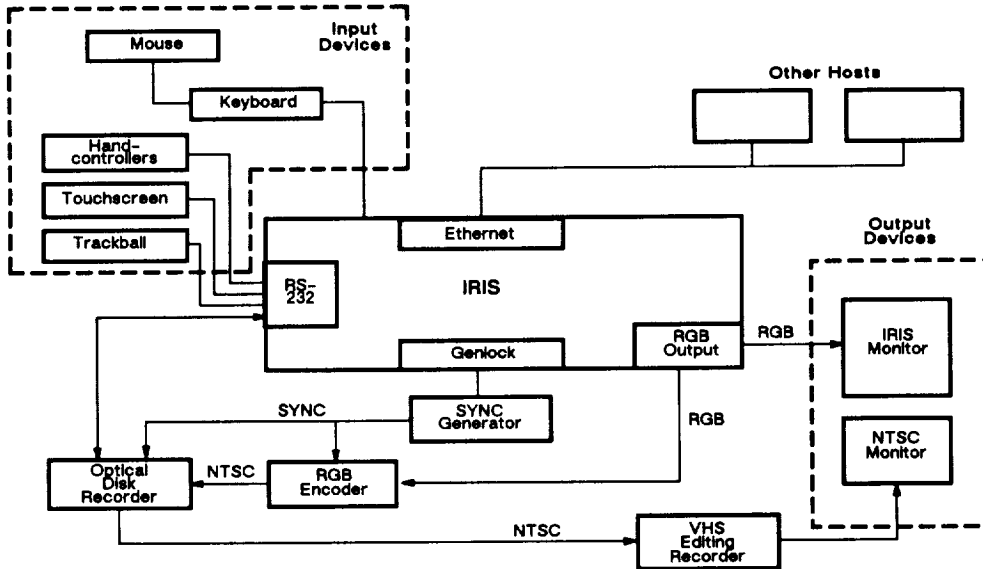 Input
Devices
Mouse
Keyboard
Other Hosts
Hand-
controllers
Touchscreen
Trackball
Ethernet
Output
Devices
RS-
232
IRIS
RGB
Output
RGB
IRIS
Monitor
Genlock
SYNC
SYNC
Generator
RGB
NTSC
Monitor
Optical
Disk
Recorder
NTSC
RGB
Encoder
NTSC
VHS
Editing
Recorder